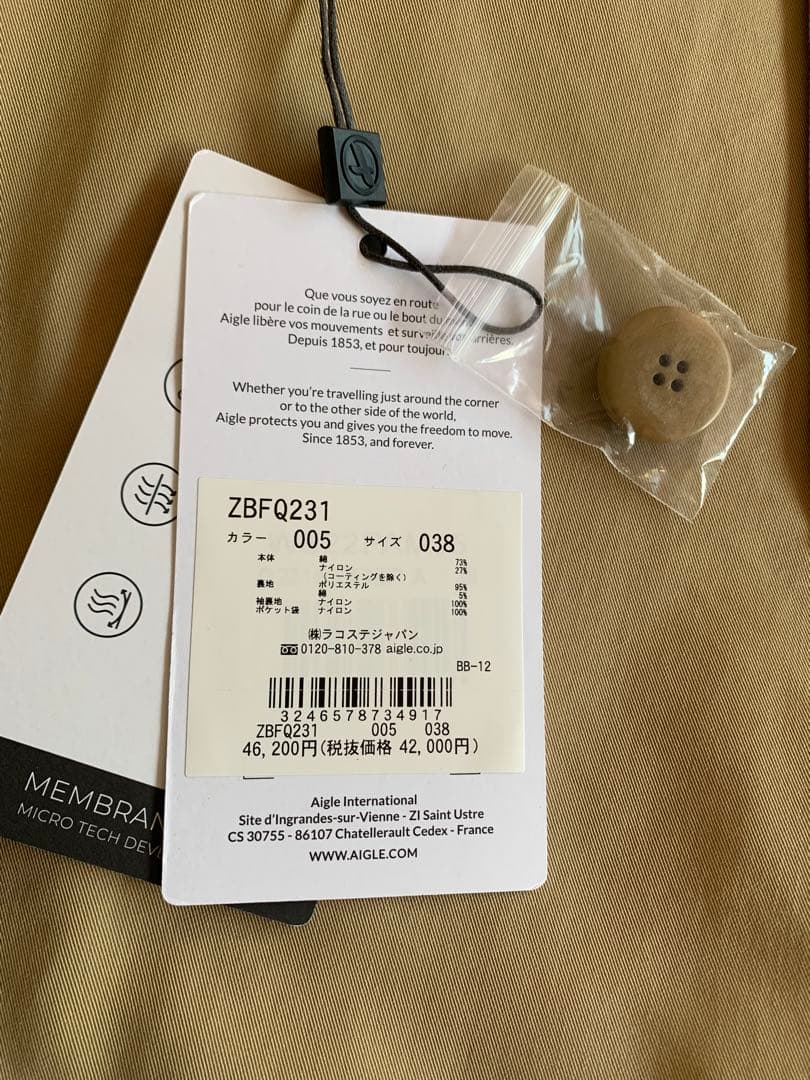 Que vous soyez en route
pour le coin de la rue ou le bout du
Aigle libère vos mouvements et surveille vos arrières.
Depuis 1853, et pour toujours
Whether you're travelling just around the corner
or to the other side of the world,
Aigle protects you and gives you the freedom to move.
Since 1853, and forever.
ZBFQ231
カラー 005 サイズ 038
本体 綿 73%
ナイロン 27%
(コーティングを除く)
裏地 ポリエステル 95%
綿 5%
袖裏地 ナイロン 100%
ポケット袋 ナイロン 100%
㈱ラコステジャパン
0120-810-378 aigle.co.jp
BB-12
3246578734917
ZBFQ231 005 038
46,200円(税抜価格 42,000円)
Aigle International
Site d'Ingrandes-sur-Vienne - ZI Saint Ustre
CS 30755 - 86107 Chatellerault Cedex - France
WWW.AIGLE.COM
MEMBRAN
MICRO TECH DEV